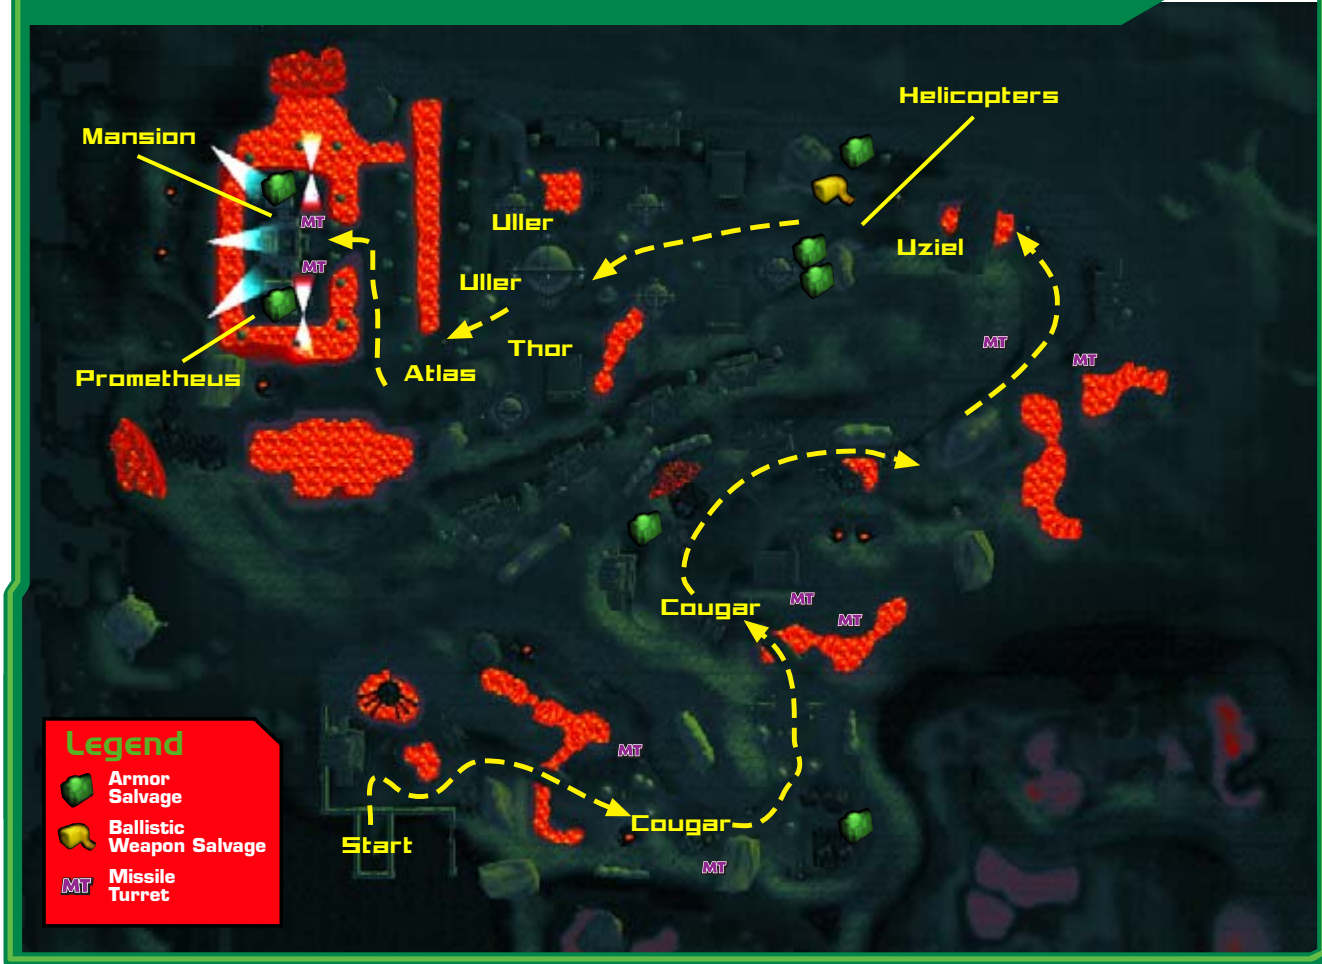 Helicopters
Mansion
MT
Uller
Uziel
MT
Uller
MT
Thor
MT
Atlas
Prometheus
MT
Cougar
MT
Legend
MT
Armor
Salvage
Cougar
Ballistic
Weapon Salvage
Start
MT
MT
Missile
Turret